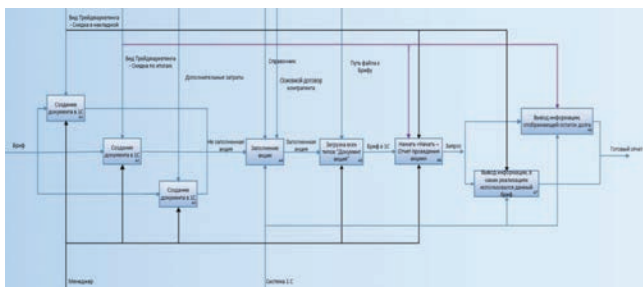 Вид Трейдмаркетинга
- Скидка в накладной
Вид Трейдмаркетинга
- Скидка по итогам
Дополнительные затраты
Справочник
Основной договор
контрагента
Путь файла к
Брифу
Создание
документа в 1С
Создание
документа в 1С
Создание
документа в 1С
Бриф
Не заполненная
акция
Заполнение
акции
Заполненная
акция
Загрузка всех
типов "Документ
акция"
Бриф в 1С
Начать «Начать –
Отчет проведения
акции»
Запрос
Вывод информации,
отображающей остаток долга
Вывод информации, в
каких реализациях
использовался данный
бриф
Готовый отчет
Менеджер
Система 1С